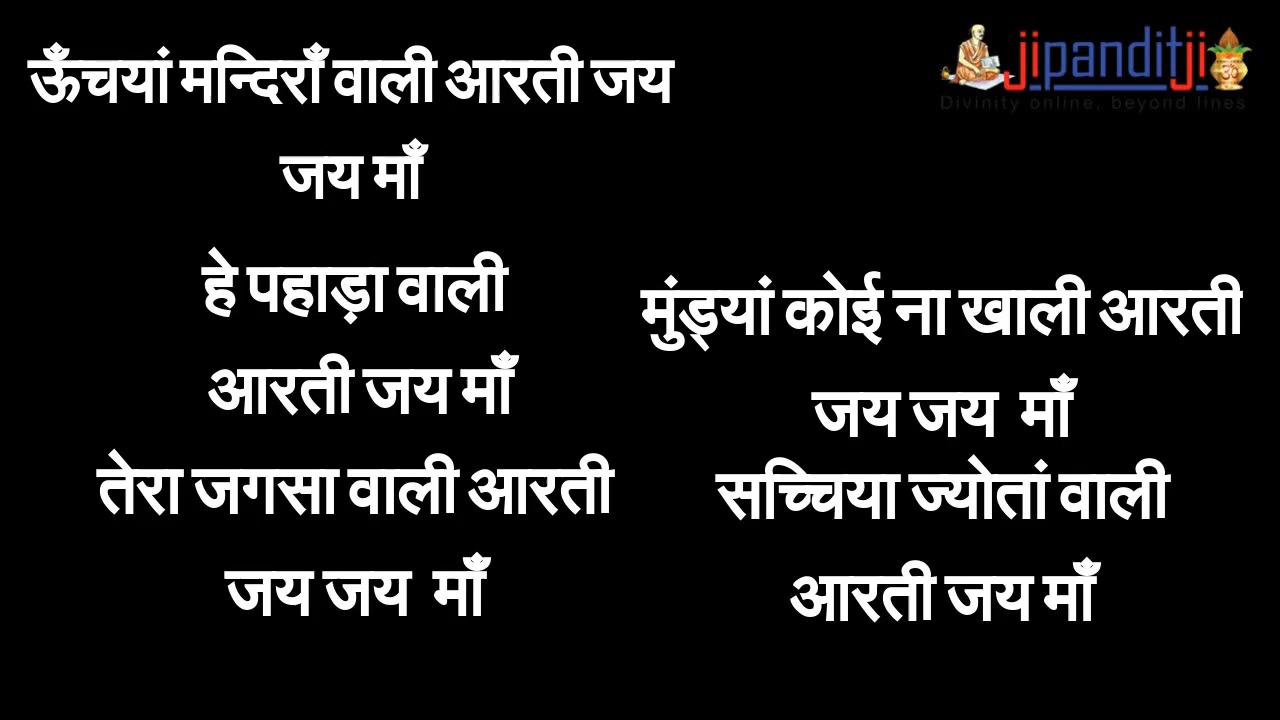 ऊँचयां मन्दिराँ वाली आरती जय
जय माँ
हे पहाड़ा वाली
आरती जय माँ
तेरा जगसा वाली आरती
जय जय माँ
jipanditji
Divinity online, beyond lines
मुंड्यां कोई ना खाली आरती
जय जय माँ
सच्चिया ज्योतां वाली
आरती जय माँ